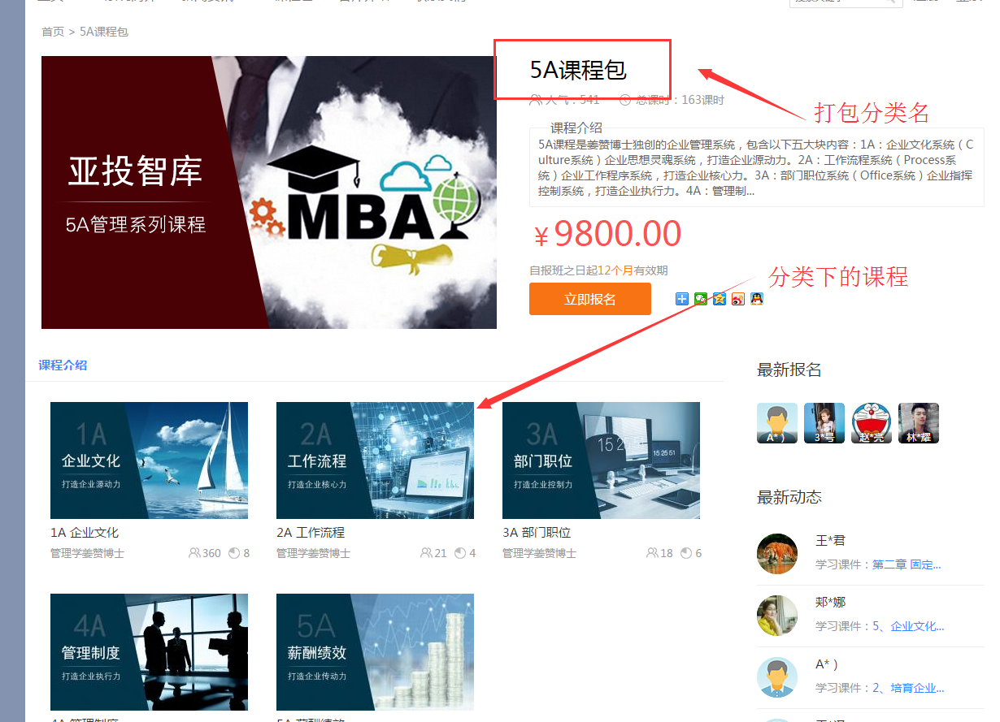 首页 > 5A课程包
亚投智库
5A管理系列课程
MBA
5A课程包
人气：541 总课时：163课时
打包分类名
课程介绍
5A课程是姜赞博士独创的企业管理系统，包含以下五大块内容：1A：企业文化系统（C
ulture系统）企业思想灵魂系统，打造企业源动力。2A：工作流程系统（Process系
统）企业工作程序系统，打造企业核心力。3A：部门职位系统（Office系统）企业指挥
控制系统，打造企业执行力。4A：管理制...
￥9800.00
自报班之日起12个月有效期
分类下的课程
立即报名
课程介绍
1A
企业文化
打造企业源动力
1A 企业文化
管理学姜赞博士 360 8
2A
工作流程
打造企业核心力
2A 工作流程
管理学姜赞博士 21 4
3A
部门职位
打造企业控制力
15 2551
3A 部门职位
管理学姜赞博士 18 6
4A
管理制度
打造企业执行力
4A 管理制度
5A
薪酬绩效
打造企业传动力
5A 薪酬绩效
最新报名
A* )
3*号
赵*亮
林*耀
最新动态
王*君
学习课件：第二章 固定...
郏*娜
学习课件：5、企业文化...
A* )
学习课件：2、培育企业...